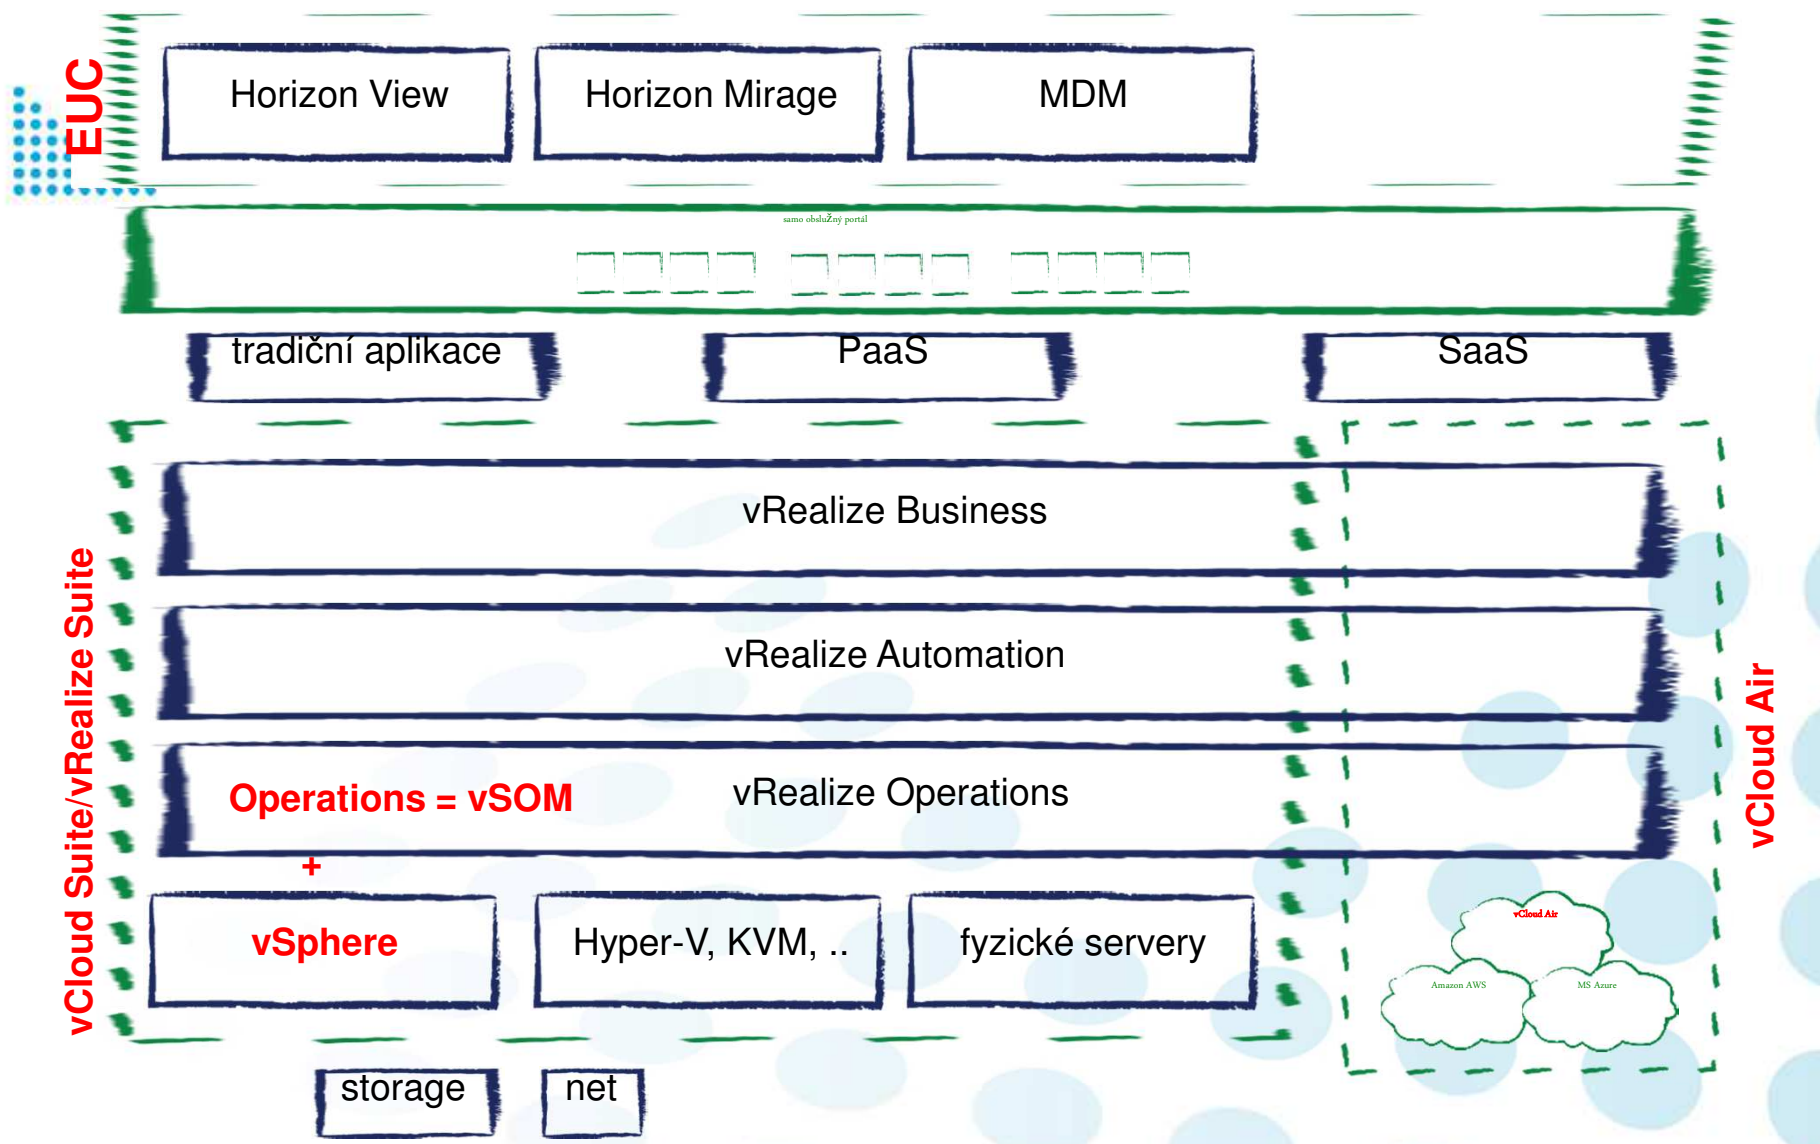 EUC
Horizon View
Horizon Mirage
MDM
samo obslužný portál
tradiční aplikace
PaaS
SaaS
vCloud Suite/vRealize Suite
vRealize Business
vRealize Automation
Operations = vSOM
vRealize Operations
+
vSphere
Hyper-V, KVM, ..
fyzické servery
vCloud Air
Amazon AWS
MS Azure
vCloud Air
storage
net